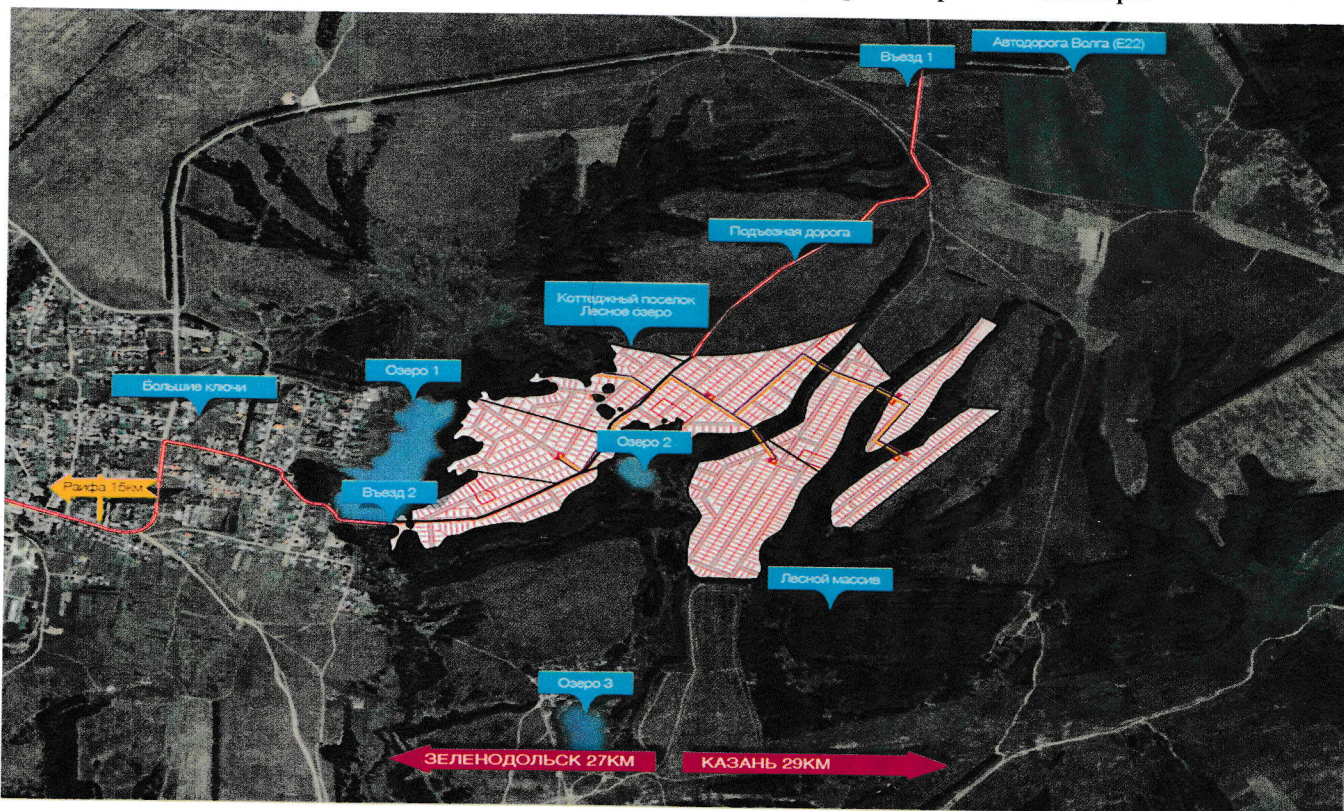 Автодорога Волга (Е22)
Въезд 1
Подъезная дорога
Коттеджный поселок
Лесное озеро
Озеро 1
Большие ключи
Озеро 2
Раифа 15км
Въезд 2
Лесной массив
Озеро 3
ЗЕЛЕНОДОЛЬСК 27КМ
КАЗАНЬ 29КМ